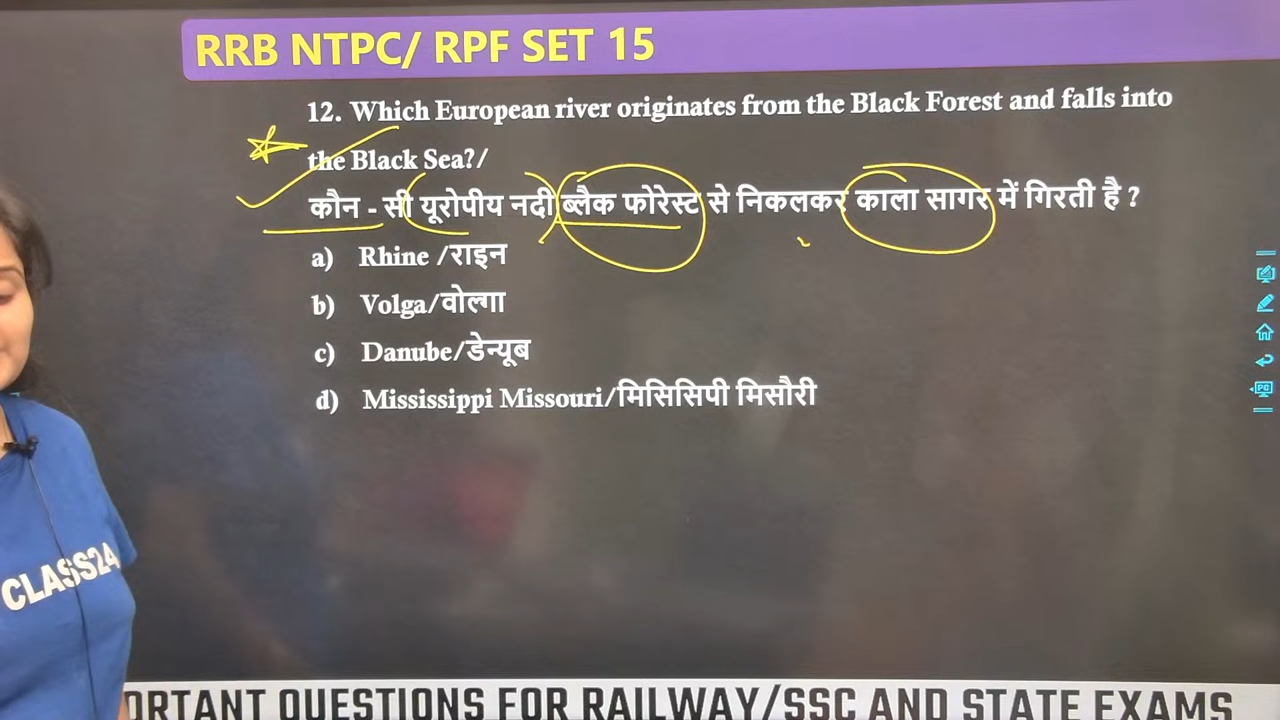 RRB NTPC/ RPF SET 15
12. Which European river originates from the Black Forest and falls into
the Black Sea?/
कौन - सी यूरोपीय नदी ब्लैक फोरेस्ट से निकलकर काला सागर में गिरती है ?
a) Rhine /राइन
b) Volga/वोल्गा
c) Danube/डेन्यूब
d) Mississippi Missouri/मिसिसिपी मिसौरी
CLASS24
ORTANT QUESTIONS FOR RAILWAY/SSC AND STATE EXAMS